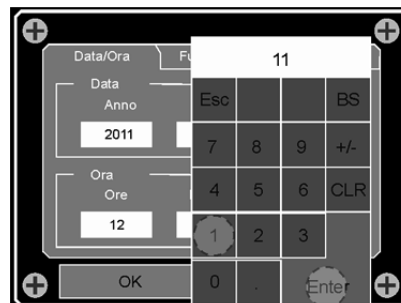 11
Data/Ora
Fu
Data
Anno
2011
Ora
Ore
12
OK
Esc BS
7 8 9 +/-
4 5 6 CLR
1 2 3
0 . Enter